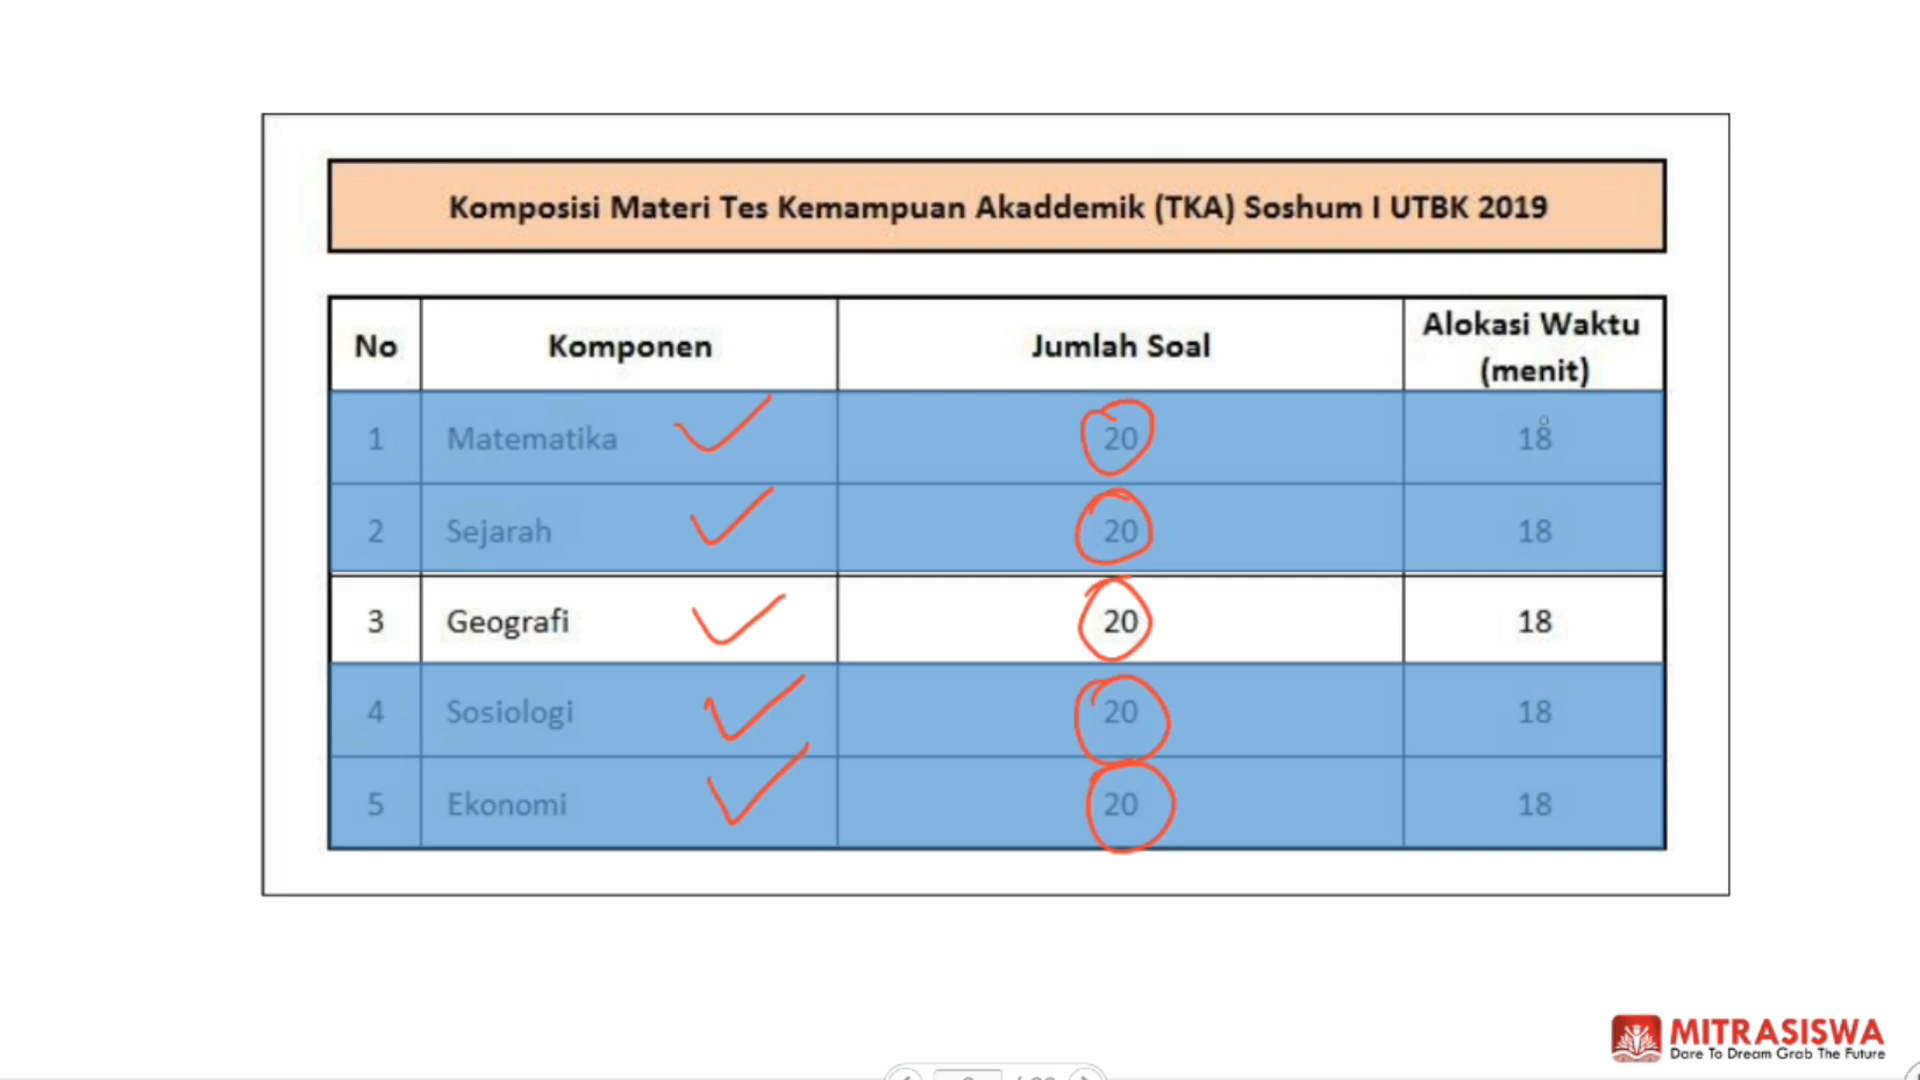 Komposisi Materi Tes Kemampuan Akaddemik (TKA) Soshum I UTBK 2019
No Komponen Jumlah Soal Alokasi Waktu (menit)
1 Matematika 20 18
2 Sejarah 20 18
3 Geografi 20 18
4 Sosiologi 20 18
5 Ekonomi 20 18
MITRASISWA
Dare To Dream Grab The Future